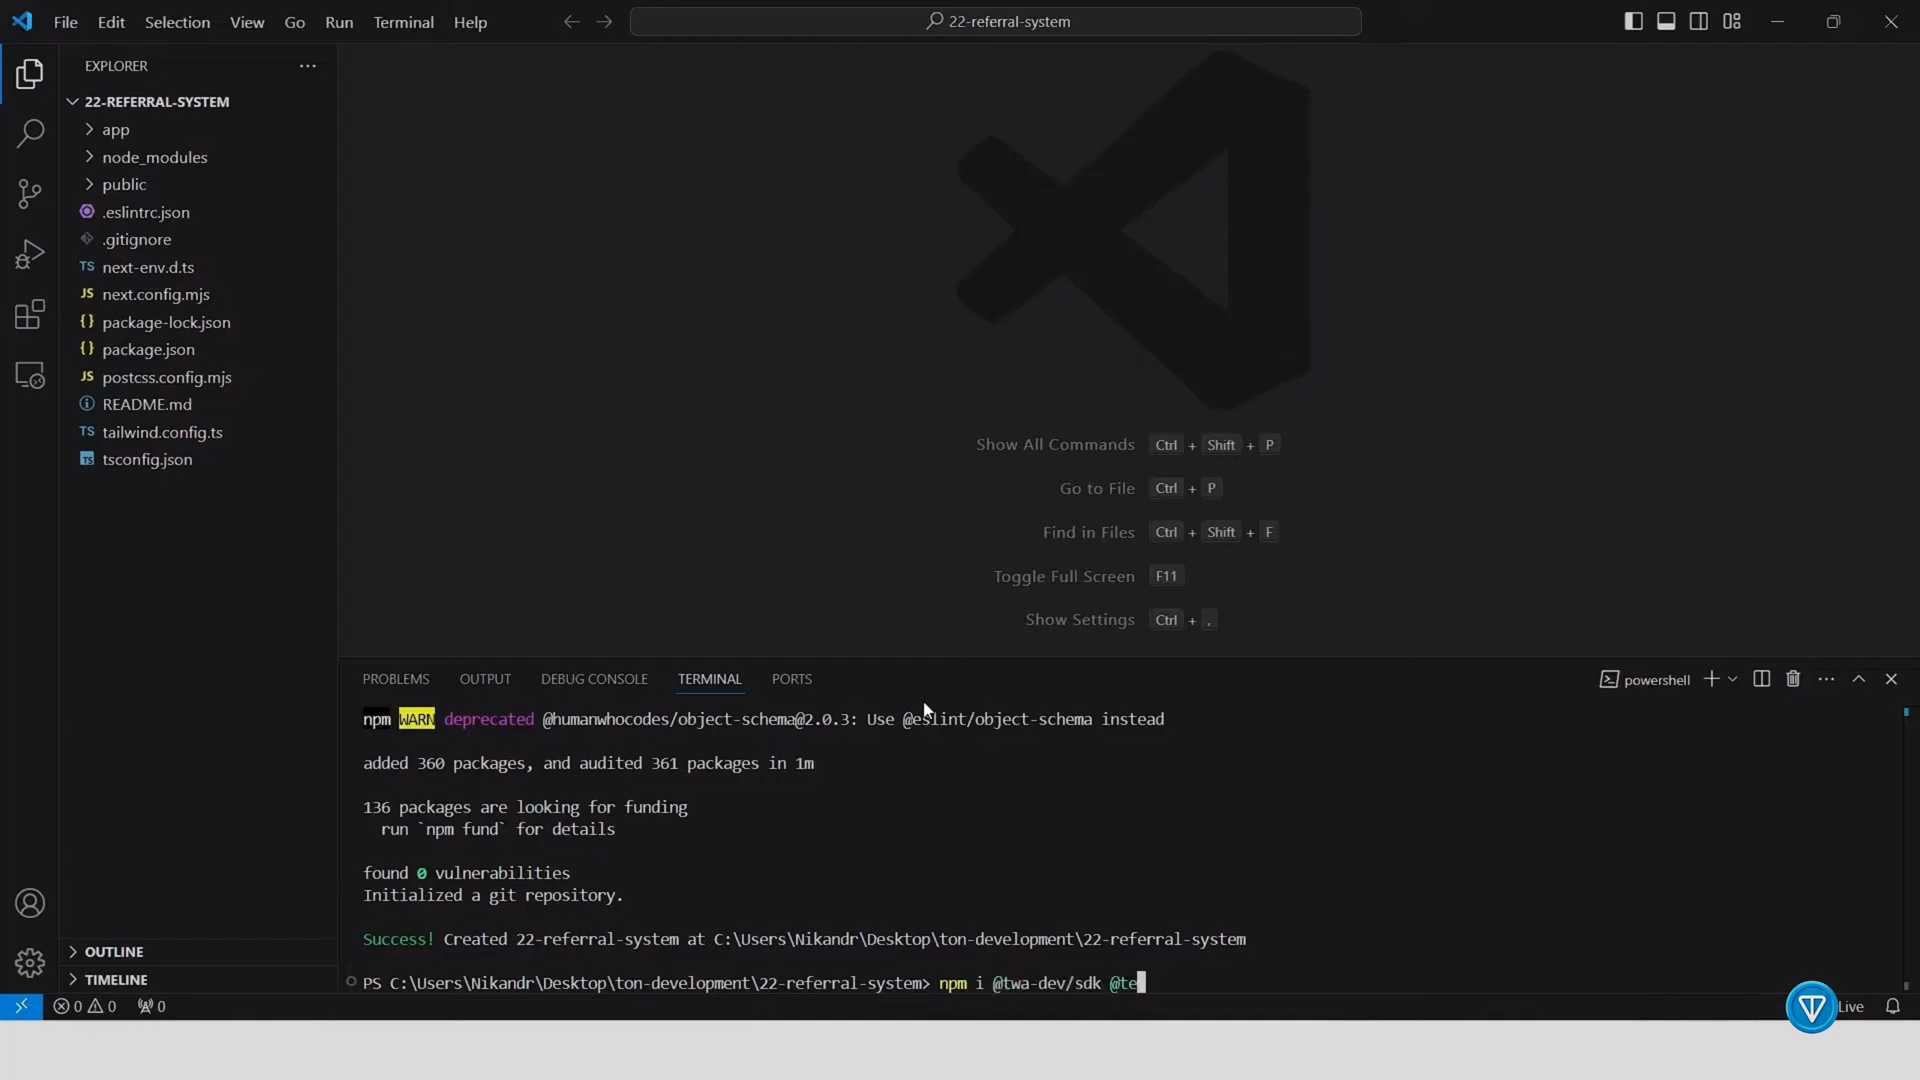 File Edit Selection View Go Run Terminal Help
22-referral-system
EXPLORER
22-REFERRAL-SYSTEM
app
node_modules
public
.eslintrc.json
.gitignore
TS next-env.d.ts
JS next.config.mjs
{} package-lock.json
{} package.json
JS postcss.config.mjs
README.md
TS tailwind.config.ts
TS tsconfig.json
OUTLINE
TIMELINE
Show All Commands Ctrl + Shift + P
Go to File Ctrl + P
Find in Files Ctrl + Shift + F
Toggle Full Screen F11
Show Settings Ctrl + ,
PROBLEMS OUTPUT DEBUG CONSOLE TERMINAL PORTS
powershell
npm WARN deprecated @humanwhocodes/object-schema@2.0.3: Use @eslint/object-schema instead
added 360 packages, and audited 361 packages in 1m
136 packages are looking for funding
run `npm fund` for details
found 0 vulnerabilities
Initialized a git repository.
Success! Created 22-referral-system at C:\Users\Nikandr\Desktop\ton-development\22-referral-system
PS C:\Users\Nikandr\Desktop\ton-development\22-referral-system> npm i @twa-dev/sdk @te
0 0 0
Live